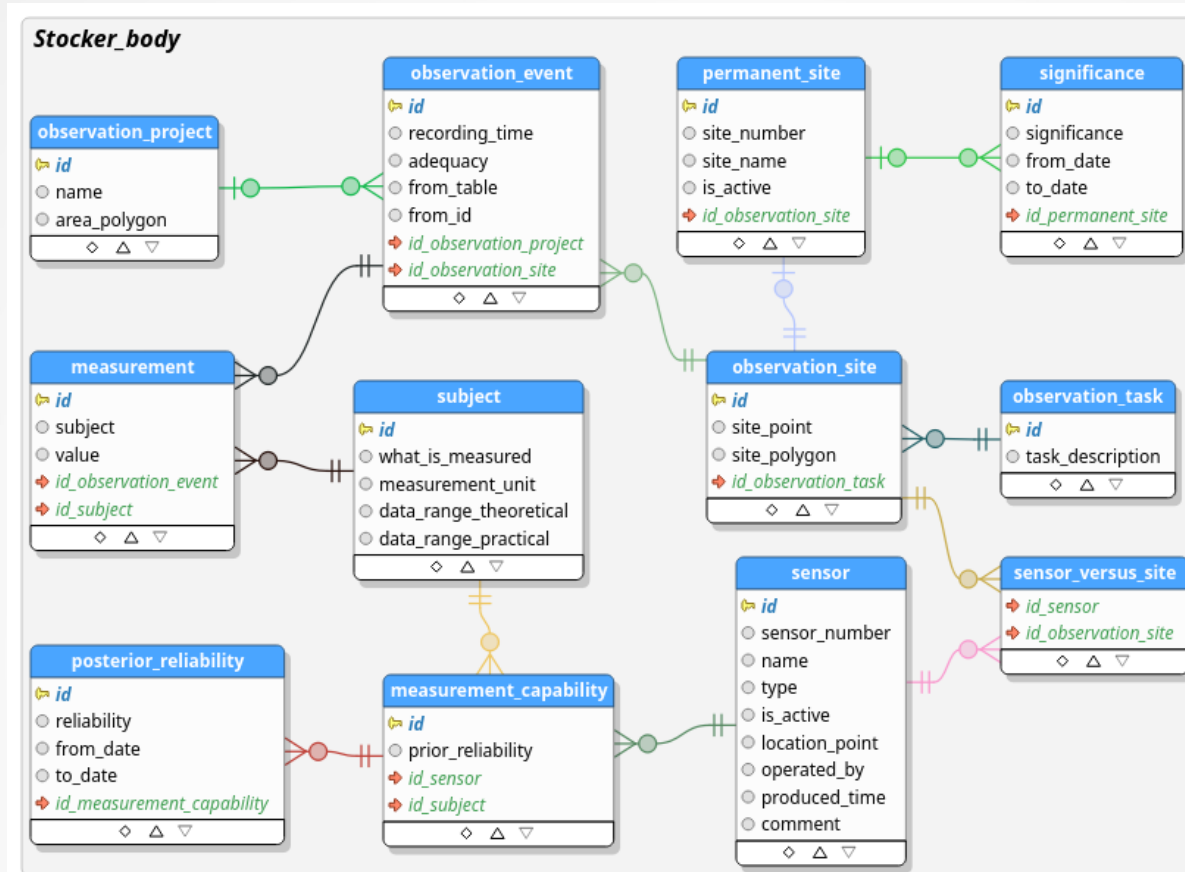 Stocker_body
observation_project
id
name
area_polygon
observation_event
id
recording_time
adequacy
from_table
from_id
id_observation_project
id_observation_site
permanent_site
id
site_number
site_name
is_active
id_observation_site
significance
id
significance
from_date
to_date
id_permanent_site
measurement
id
subject
value
id_observation_event
id_subject
subject
id
what_is_measured
measurement_unit
data_range_theoretical
data_range_practical
observation_site
id
site_point
site_polygon
id_observation_task
observation_task
id
task_description
posterior_reliability
id
reliability
from_date
to_date
id_measurement_capability
measurement_capability
id
prior_reliability
id_sensor
id_subject
sensor
id
sensor_number
name
type
is_active
location_point
operated_by
produced_time
comment
sensor_versus_site
id_sensor
id_observation_site